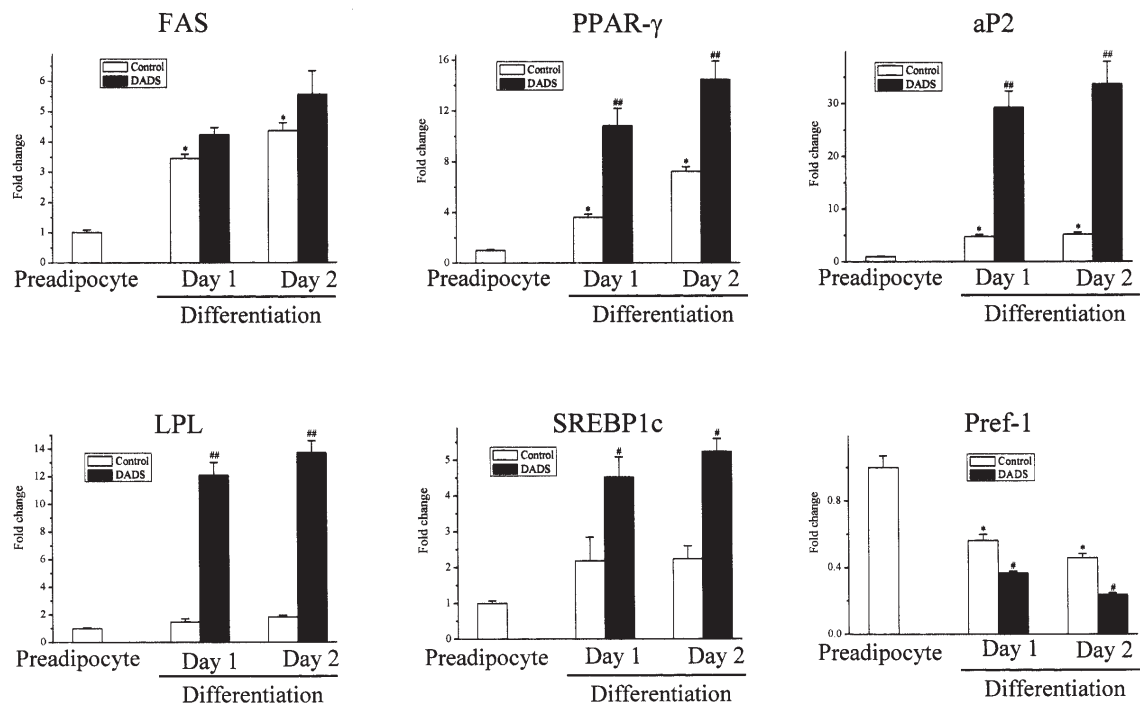 FAS
Fold change
6
5
4
3
2
1
0
Control
DADS
*
*
Preadipocyte Day 1 Day 2
Differentiation
PPAR-γ
Fold change
16
12
8
4
0
Control
DADS
*
##
*
##
Preadipocyte Day 1 Day 2
Differentiation
aP2
Fold change
30
20
10
0
Control
DADS
*
##
*
##
Preadipocyte Day 1 Day 2
Differentiation
LPL
Fold change
14
12
10
8
6
4
2
0
Control
DADS
##
##
Preadipocyte Day 1 Day 2
Differentiation
SREBP1c
Fold change
5
4
3
2
1
0
Control
DADS
#
#
Preadipocyte Day 1 Day 2
Differentiation
Pref-1
Fold change
0.8
0.4
0.0
Control
DADS
*
#
*
#
Preadipocyte Day 1 Day 2
Differentiation